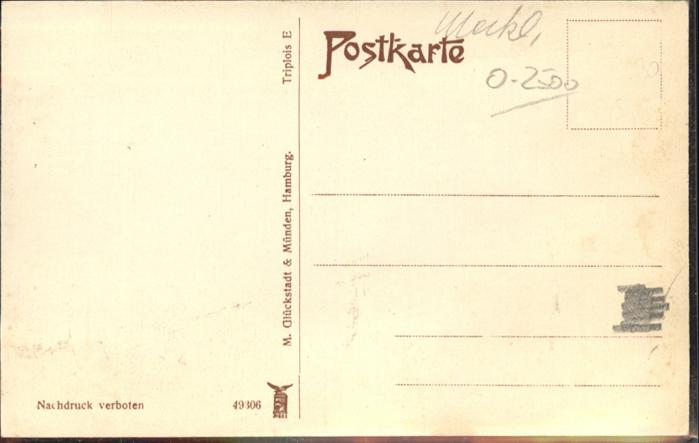 Meckl.
Postkarte
O-2500
Triplois E
M. Glückstadt & Münden, Hamburg.
Nachdruck verboten
49306